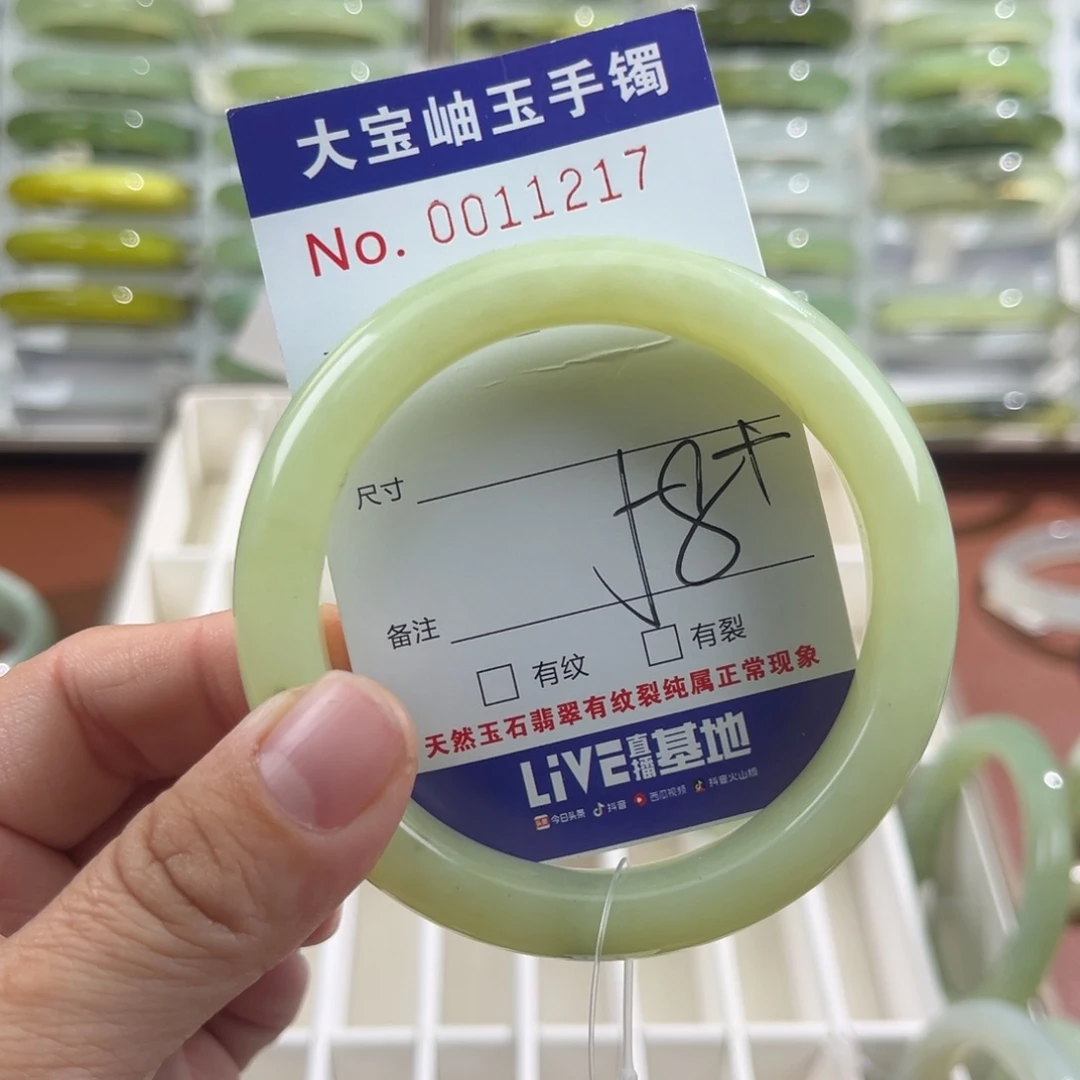 大宝岫玉手镯
No. 0011217
尺寸
58+
备注
有纹
有裂
天然玉石翡翠有纹裂纯属正常现象
LIVE直播基地
今日头条 抖音 西瓜视频 抖音火山版